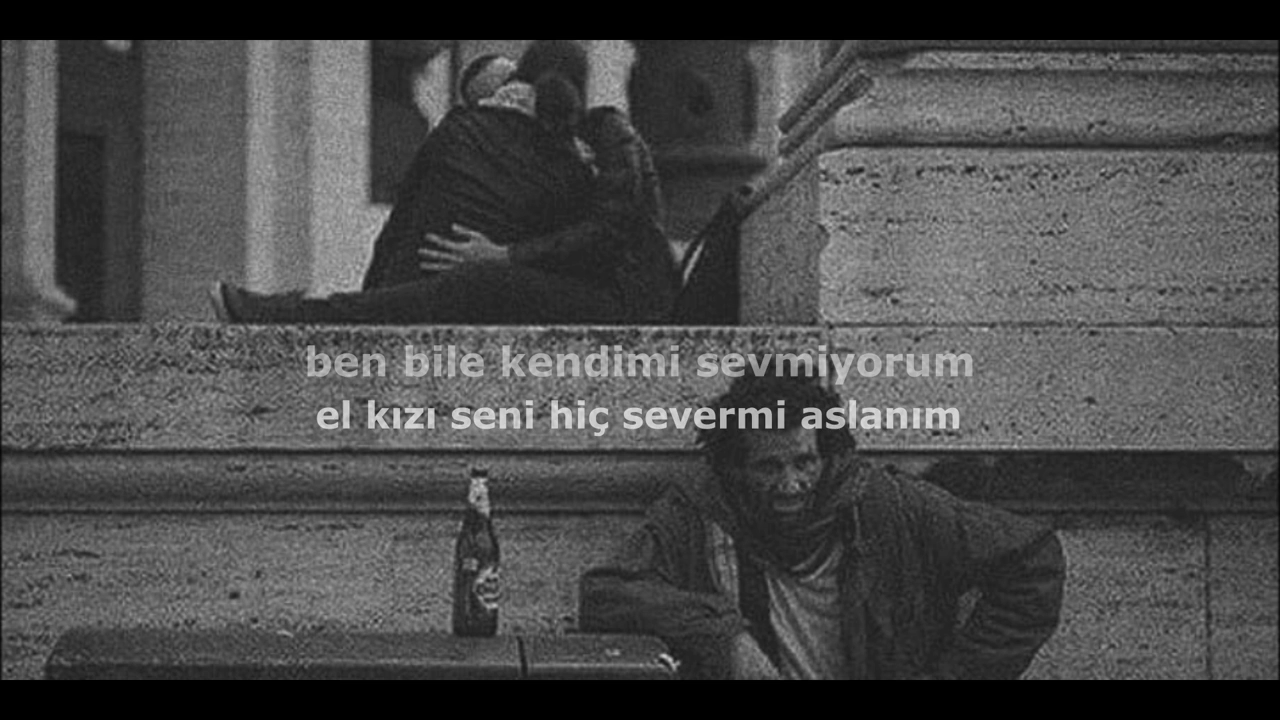 ben bile kendimi sevmiyorum
el kızı seni hiç severmi aslanım